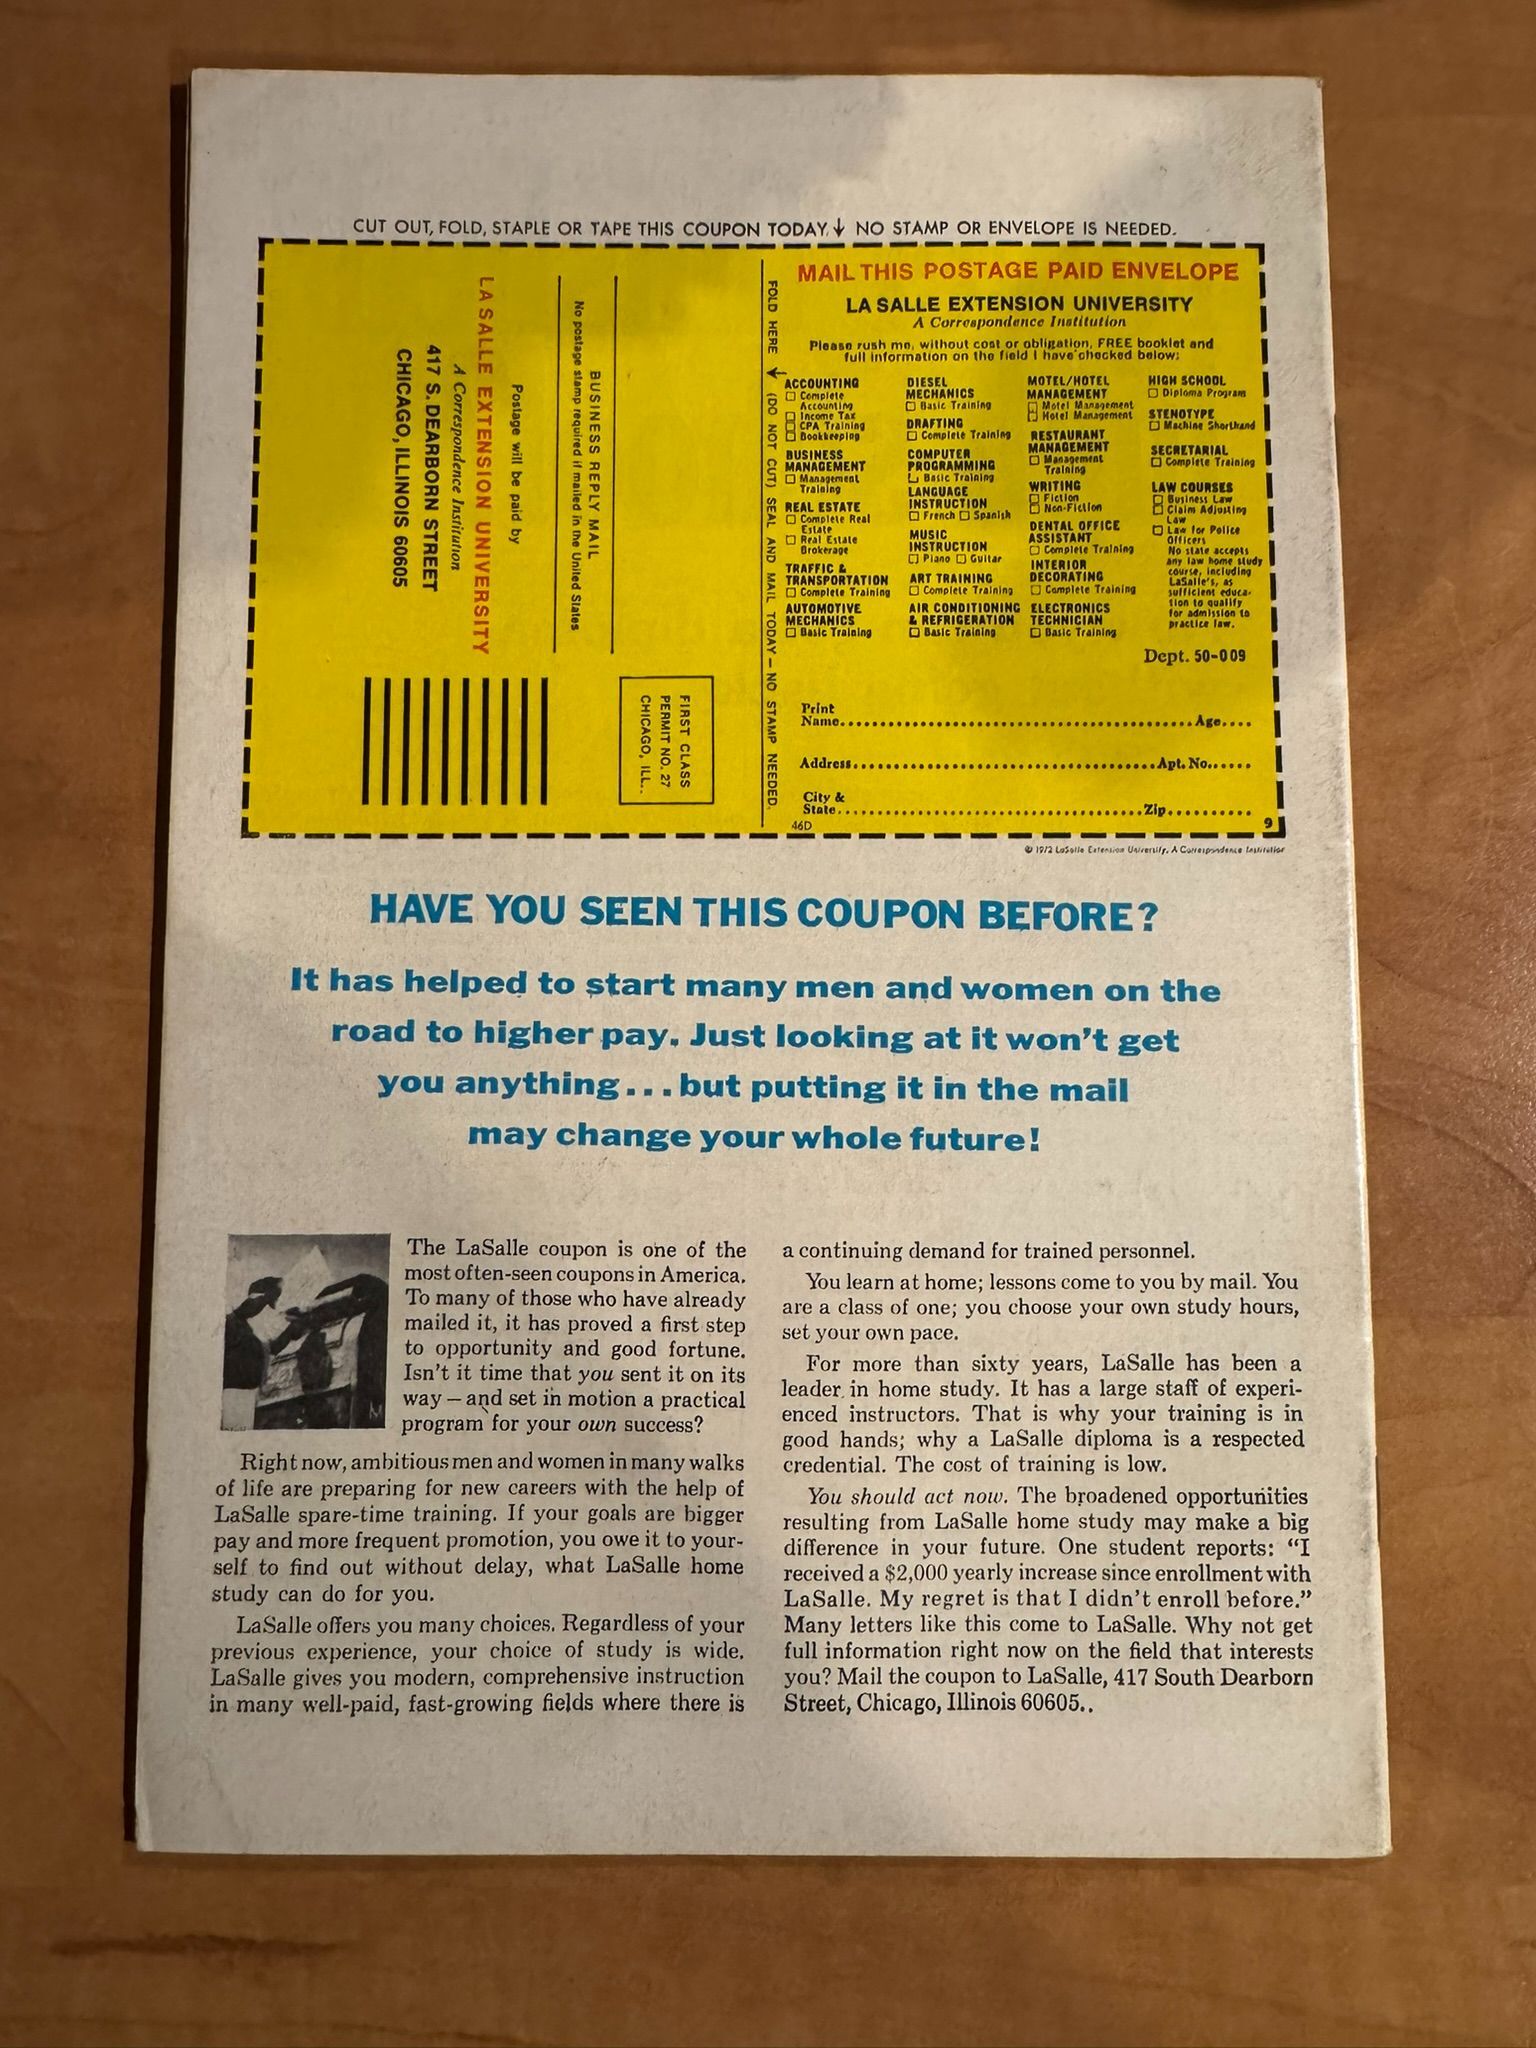 CUT OUT, FOLD, STAPLE OR TAPE THIS COUPON TODAY. ↓ NO STAMP OR ENVELOPE IS NEEDED.
LA SALLE EXTENSION UNIVERSITY
A Correspondence Institution
417 S. DEARBORN STREET
CHICAGO, ILLINOIS 60605
Postage will be paid by
BUSINESS REPLY MAIL
No postage stamp required if mailed in the United States
FIRST CLASS
PERMIT NO. 27
CHICAGO, ILL.
FOLD HERE → (DO NOT CUT) SEAL AND MAIL TODAY — NO STAMP NEEDED.
MAIL THIS POSTAGE PAID ENVELOPE
LA SALLE EXTENSION UNIVERSITY
A Correspondence Institution
Please rush me, without cost or obligation, FREE booklet and
full information on the field I have checked below:
ACCOUNTING
☐ Complete
Accounting
☐ Income Tax
☐ CPA Training
☐ Bookkeeping
BUSINESS
MANAGEMENT
☐ Management
Training
REAL ESTATE
☐ Complete Real
Estate
☐ Real Estate
Brokerage
TRAFFIC &
TRANSPORTATION
☐ Complete Training
AUTOMOTIVE
MECHANICS
☐ Basic Training
DIESEL
MECHANICS
☐ Basic Training
DRAFTING
☐ Complete Training
COMPUTER
PROGRAMMING
☐ Basic Training
LANGUAGE
INSTRUCTION
☐ French ☐ Spanish
MUSIC
INSTRUCTION
☐ Piano ☐ Guitar
ART TRAINING
☐ Complete Training
AIR CONDITIONING
& REFRIGERATION
☐ Basic Training
MOTEL/HOTEL
MANAGEMENT
☐ Motel Management
☐ Hotel Management
RESTAURANT
MANAGEMENT
☐ Management
Training
WRITING
☐ Fiction
☐ Non-Fiction
DENTAL OFFICE
ASSISTANT
☐ Complete Training
INTERIOR
DECORATING
☐ Complete Training
ELECTRONICS
TECHNICIAN
☐ Basic Training
HIGH SCHOOL
☐ Diploma Program
STENOTYPE
☐ Machine Shorthand
SECRETARIAL
☐ Complete Training
LAW COURSES
☐ Business Law
☐ Claim Adjusting
Law
☐ Law for Police
Officers
No state accepts
any law home study
course, including
LaSalle's, as
sufficient educa-
tion to qualify
for admission to
practice law.
Dept. 50-009
Print
Name........................................Age....
Address........................................Apt. No......
City &
State........................................Zip..........
46D 9
© 1972 LaSalle Extension University, A Correspondence Institution
HAVE YOU SEEN THIS COUPON BEFORE?
It has helped to start many men and women on the
road to higher pay. Just looking at it won't get
you anything...but putting it in the mail
may change your whole future!
The LaSalle coupon is one of the
most often-seen coupons in America.
To many of those who have already
mailed it, it has proved a first step
to opportunity and good fortune.
Isn't it time that you sent it on its
way — and set in motion a practical
program for your own success?
Right now, ambitious men and women in many walks
of life are preparing for new careers with the help of
LaSalle spare-time training. If your goals are bigger
pay and more frequent promotion, you owe it to your-
self to find out without delay, what LaSalle home
study can do for you.
LaSalle offers you many choices. Regardless of your
previous experience, your choice of study is wide.
LaSalle gives you modern, comprehensive instruction
in many well-paid, fast-growing fields where there is
a continuing demand for trained personnel.
You learn at home; lessons come to you by mail. You
are a class of one; you choose your own study hours,
set your own pace.
For more than sixty years, LaSalle has been a
leader in home study. It has a large staff of experi-
enced instructors. That is why your training is in
good hands; why a LaSalle diploma is a respected
credential. The cost of training is low.
You should act now. The broadened opportunities
resulting from LaSalle home study may make a big
difference in your future. One student reports: “I
received a $2,000 yearly increase since enrollment with
LaSalle. My regret is that I didn't enroll before.”
Many letters like this come to LaSalle. Why not get
full information right now on the field that interests
you? Mail the coupon to LaSalle, 417 South Dearborn
Street, Chicago, Illinois 60605..